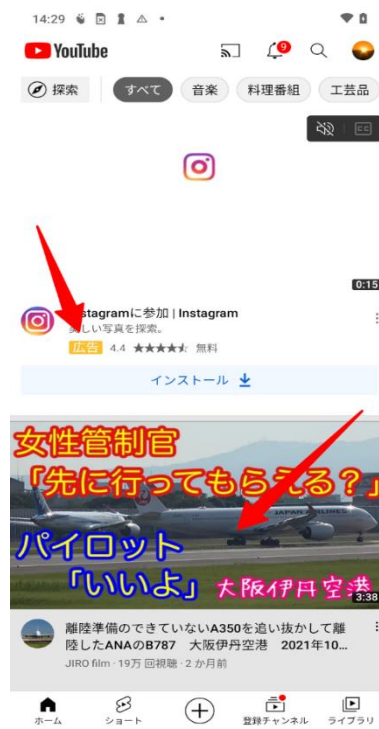 14:29
YouTube
9
探索 すべて 音楽 料理番組 工芸品
CC
0:15
stagramに参加 | Instagram
しい写真を探索。
広告 4.4 ★★★★ 無料
インストール
女性管制官
「先に行ってもらえる？」
JAPAN AIRLINES
パイロット
「いいよ」
大阪伊丹空港
3:38
離陸準備のできていないA350を追い抜かして離
陸したANAのB787 大阪伊丹空港 2021年10...
JIRO film · 19万 回視聴 · 2 か月前
ホーム ショート 登録チャンネル ライブラリ